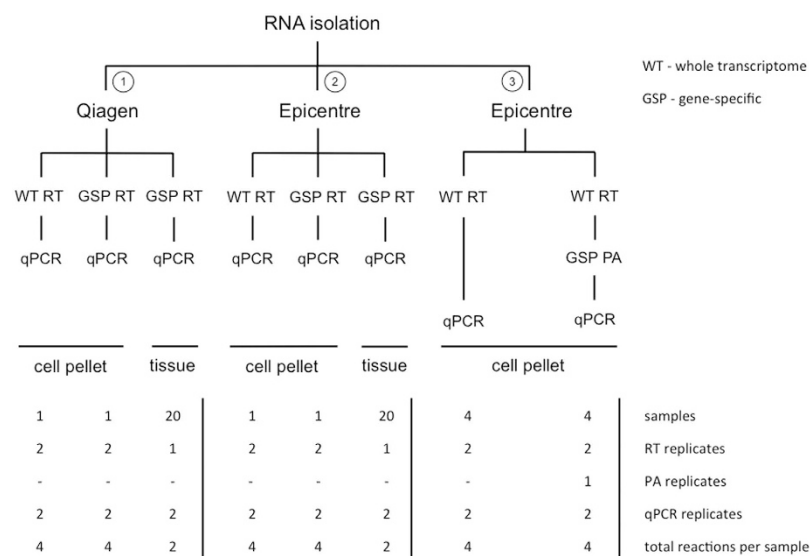 RNA isolation
1 2 3
WT - whole transcriptome
GSP - gene-specific
Qiagen Epicentre Epicentre
WT RT GSP RT GSP RT WT RT GSP RT GSP RT WT RT WT RT
qPCR qPCR qPCR qPCR qPCR qPCR GSP PA
qPCR qPCR
cell pellet tissue cell pellet tissue cell pellet
1 1 20 1 1 20 4 4 samples
2 2 1 2 2 1 2 2 RT replicates
- - - - - - - 1 PA replicates
2 2 2 2 2 2 2 2 qPCR replicates
4 4 2 4 4 2 4 4 total reactions per sample